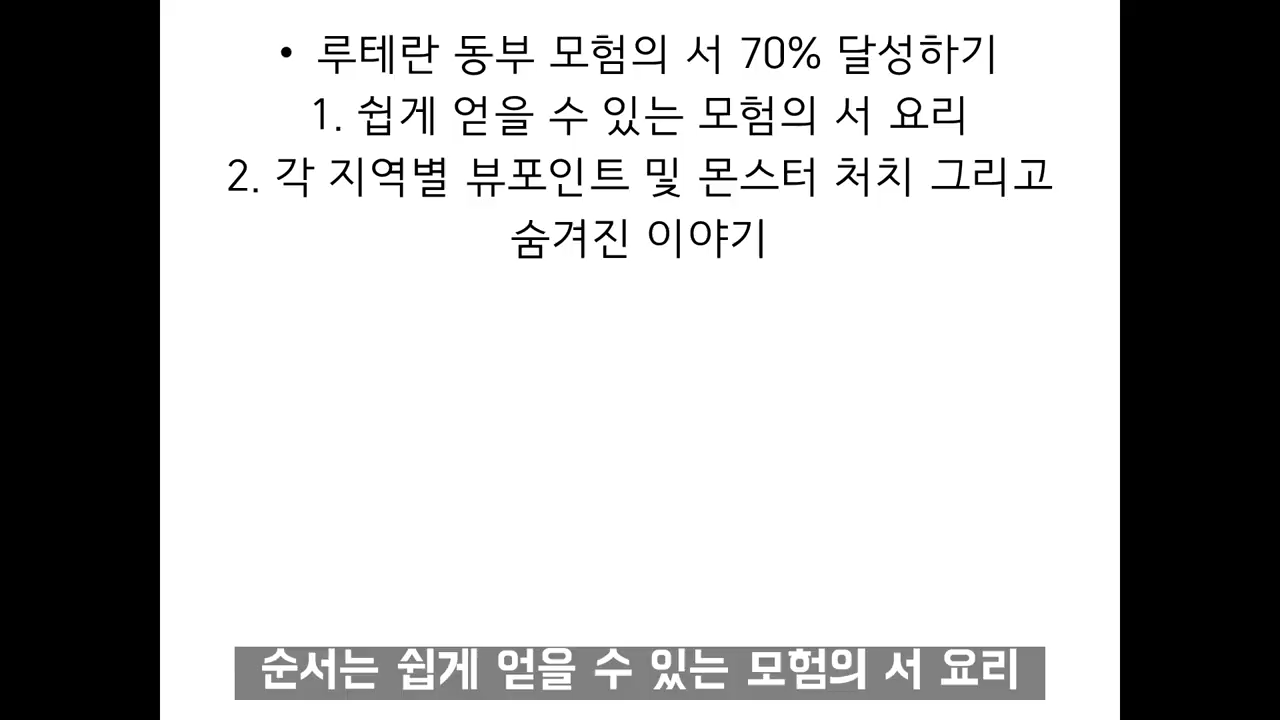 • 루테란 동부 모험의 서 70% 달성하기
1. 쉽게 얻을 수 있는 모험의 서 요리
2. 각 지역별 뷰포인트 및 몬스터 처치 그리고
숨겨진 이야기
순서는 쉽게 얻을 수 있는 모험의 서 요리